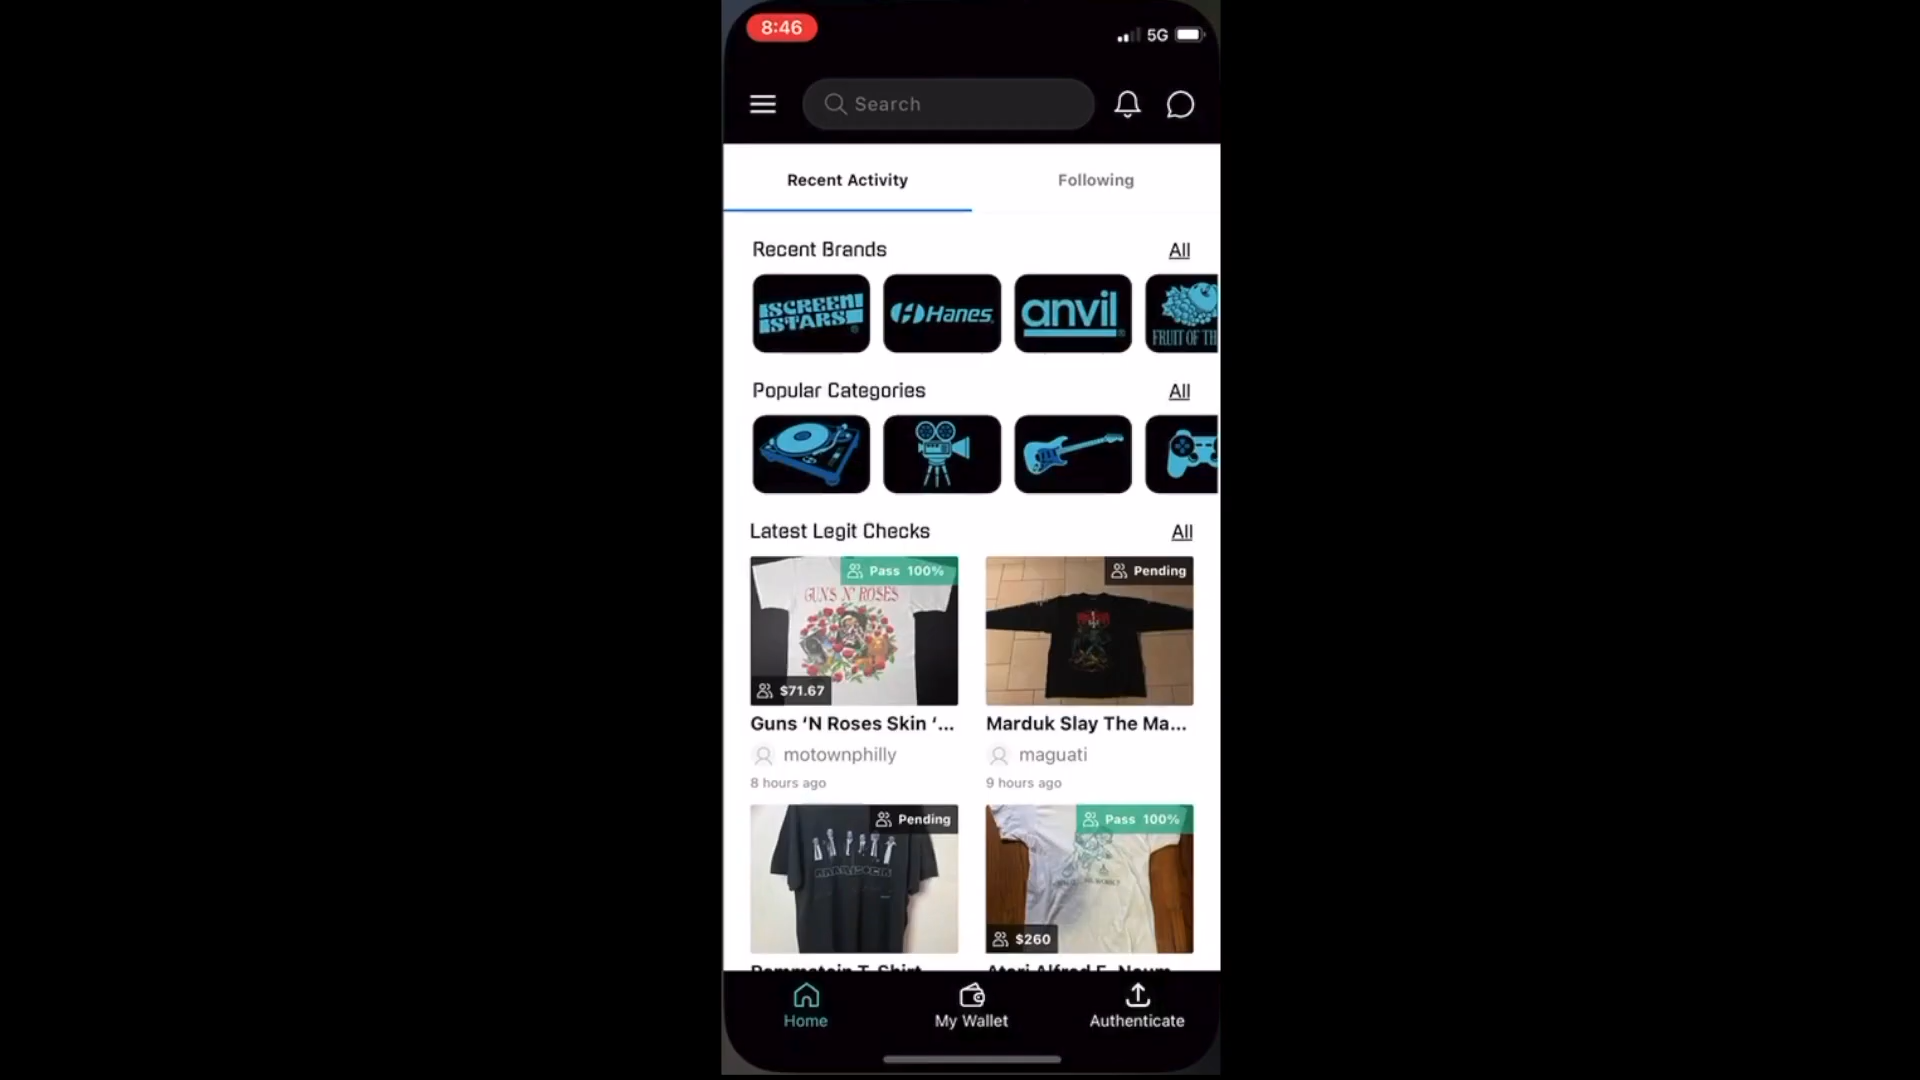 8:46
5G
Search
Recent Activity
Following
Recent Brands
All
SCREEN
STARS
Hanes
anvil
FRUIT OF TH
Popular Categories
All
Latest Legit Checks
All
Pass 100%
GUNS N' ROSES
$71.67
Guns ‘N Roses Skin ‘...
motownphilly
8 hours ago
Pending
Marduk Slay The Ma...
maguati
9 hours ago
Pending
RAMMSTEIN
Rammstein T-Shirt
Pass 100%
$260
Atari Alfred E. Neum
Home
My Wallet
Authenticate